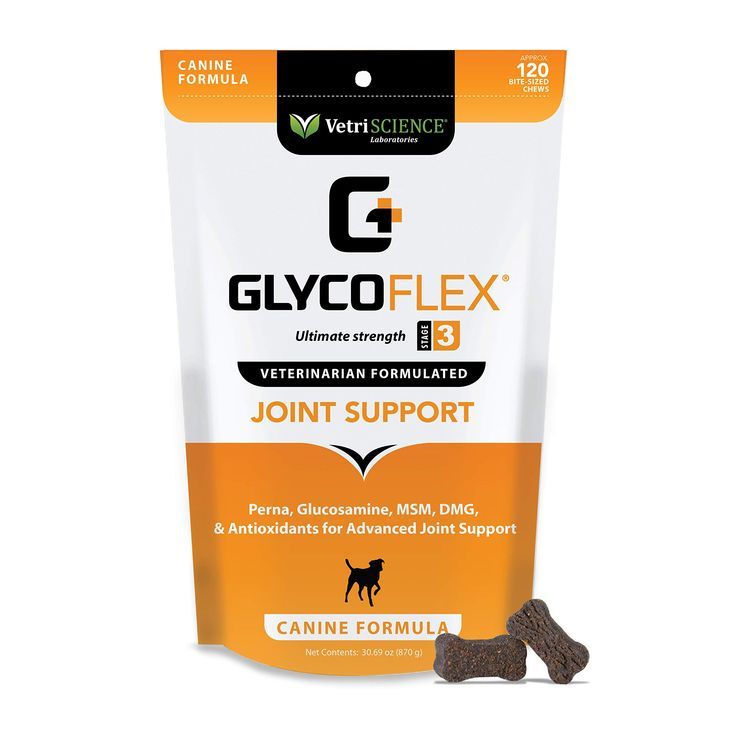 CANINE
FORMULA
APPROX.
120
BITE-SIZED
CHEWS
VetriSCIENCE®
Laboratories
G
GLYCOFLEX®
Ultimate strength STAGE 3
VETERINARIAN FORMULATED
JOINT SUPPORT
Perna, Glucosamine, MSM, DMG,
& Antioxidants for Advanced Joint Support
CANINE FORMULA
Net Contents: 30.69 oz (870 g)